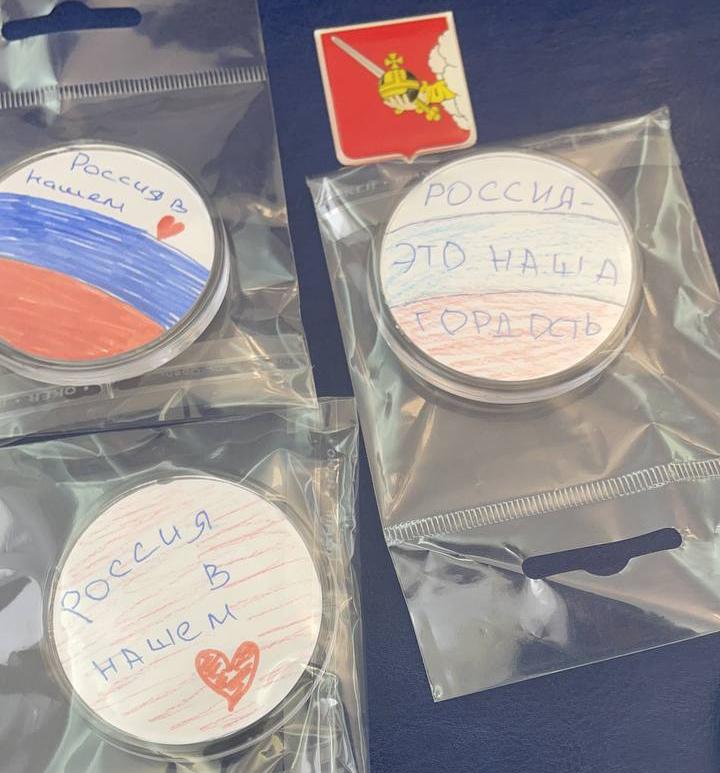 Россия в
нашем
РОССИЯ-
ЭТО НАША
ГОРДОСТЬ
РОССИЯ
В
НАШЕМ